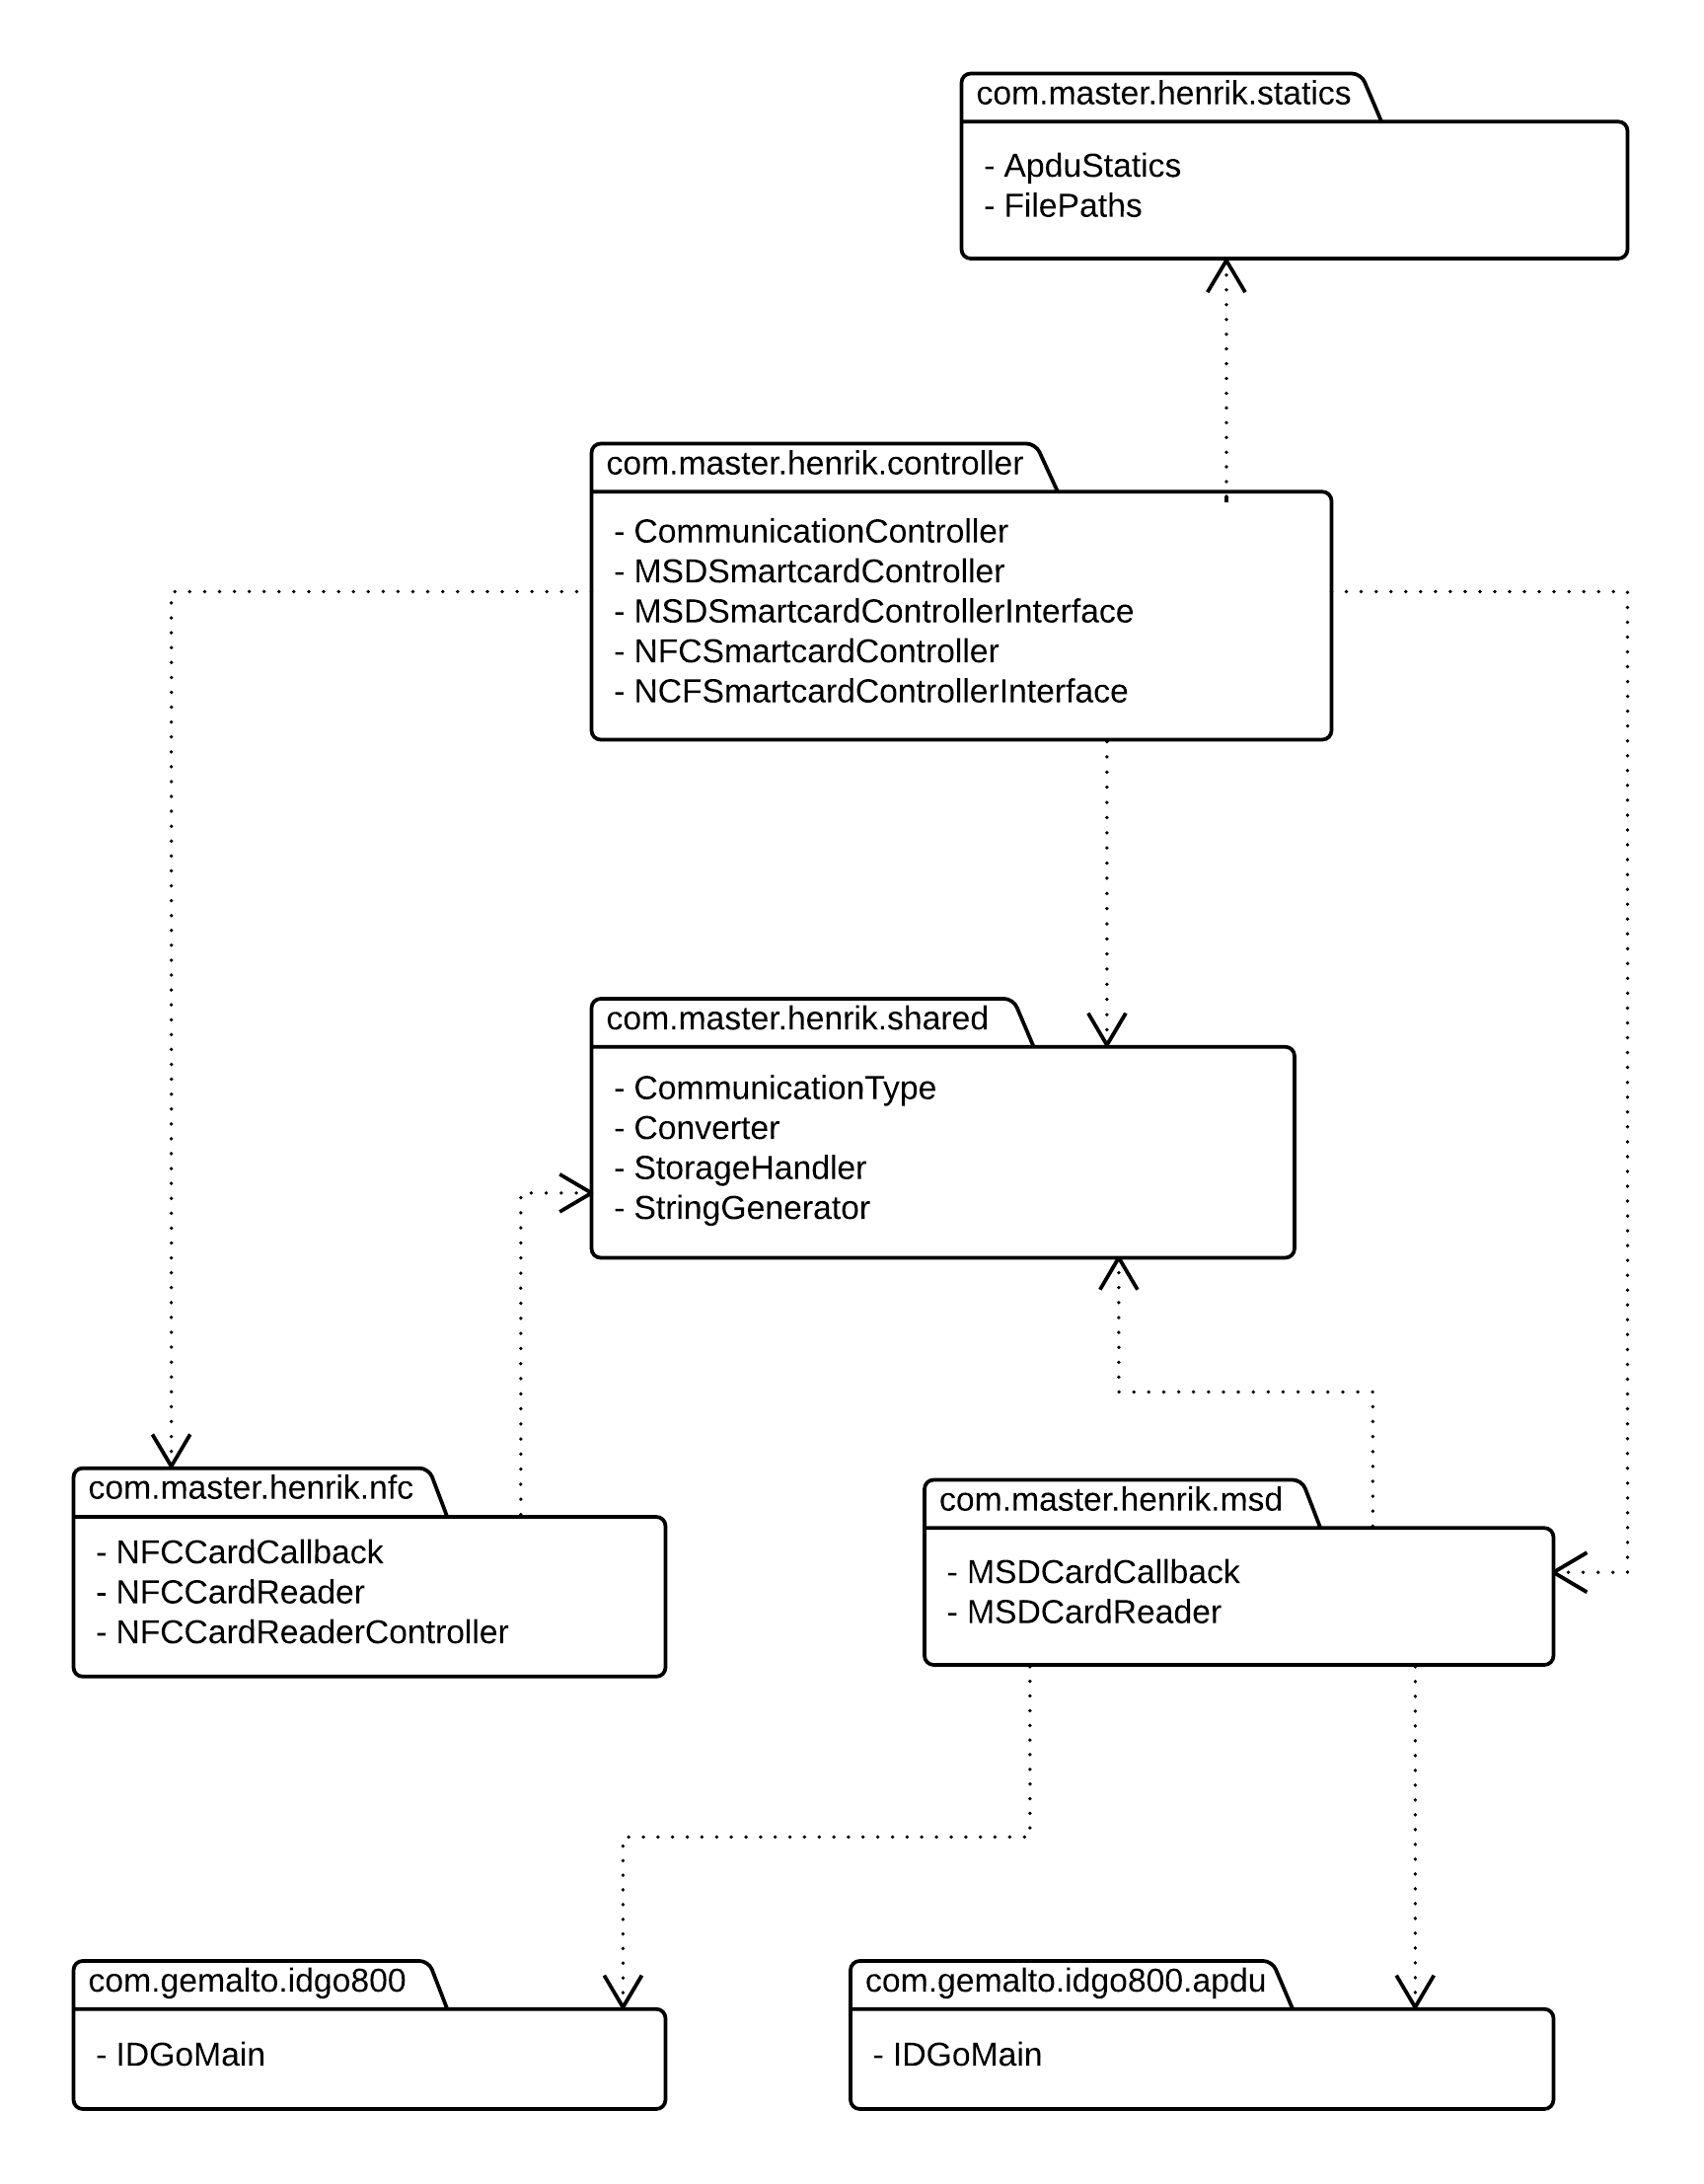 com.master.henrik.statics
- ApduStatics
- FilePaths
com.master.henrik.controller
- CommunicationController
- MSDSmartcardController
- MSDSmartcardControllerInterface
- NFCSmartcardController
- NCFSmartcardControllerInterface
com.master.henrik.shared
- CommunicationType
- Converter
- StorageHandler
- StringGenerator
com.master.henrik.nfc
- NFCCardCallback
- NFCCardReader
- NFCCardReaderController
com.master.henrik.msd
- MSDCardCallback
- MSDCardReader
com.gemalto.idgo800
- IDGoMain
com.gemalto.idgo800.apdu
- IDGoMain